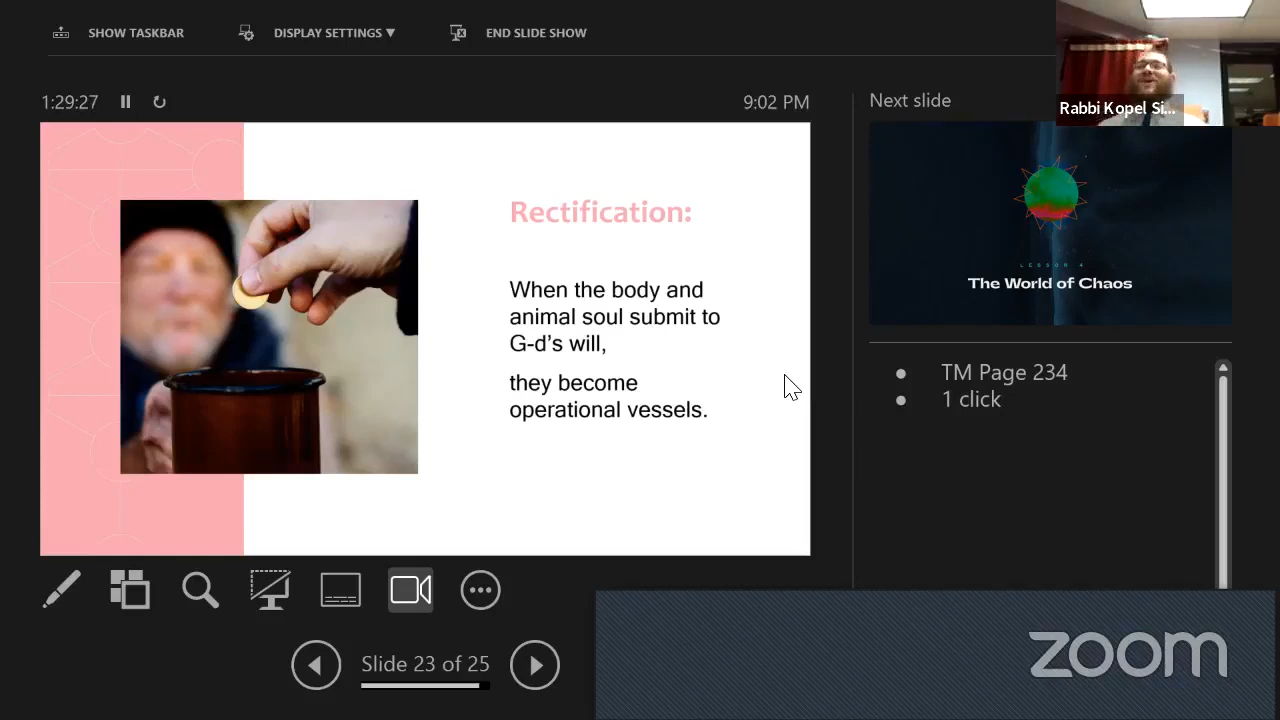 SHOW TASKBAR
DISPLAY SETTINGS ▼
END SLIDE SHOW
1:29:27
9:02 PM
Next slide
Rabbi Kopel Si...
Rectification:
When the body and
animal soul submit to
G-d’s will,
they become
operational vessels.
LESSON 4
The World of Chaos
• TM Page 234
• 1 click
Slide 23 of 25
zoom